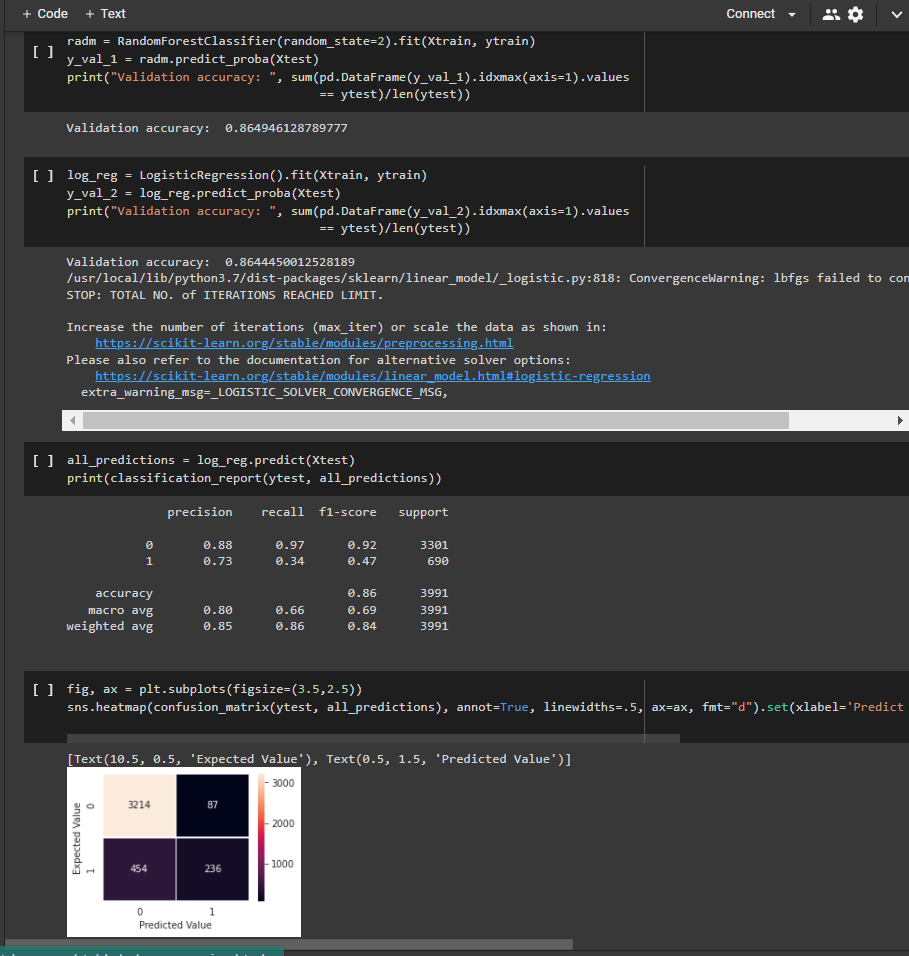 + Code + Text Connect
[ ] radm = RandomForestClassifier(random_state=2).fit(Xtrain, ytrain)
y_val_1 = radm.predict_proba(Xtest)
print("Validation accuracy: ", sum(pd.DataFrame(y_val_1).idxmax(axis=1).values
== ytest)/len(ytest))
Validation accuracy: 0.864946128789777
[ ] log_reg = LogisticRegression().fit(Xtrain, ytrain)
y_val_2 = log_reg.predict_proba(Xtest)
print("Validation accuracy: ", sum(pd.DataFrame(y_val_2).idxmax(axis=1).values
== ytest)/len(ytest))
Validation accuracy: 0.8644450012528189
/usr/local/lib/python3.7/dist-packages/sklearn/linear_model/_logistic.py:818: ConvergenceWarning: lbfgs failed to con
STOP: TOTAL NO. of ITERATIONS REACHED LIMIT.
Increase the number of iterations (max_iter) or scale the data as shown in:
https://scikit-learn.org/stable/modules/preprocessing.html
Please also refer to the documentation for alternative solver options:
https://scikit-learn.org/stable/modules/linear_model.html#logistic-regression
extra_warning_msg=_LOGISTIC_SOLVER_CONVERGENCE_MSG,
[ ] all_predictions = log_reg.predict(Xtest)
print(classification_report(ytest, all_predictions))
precision recall f1-score support
0 0.88 0.97 0.92 3301
1 0.73 0.34 0.47 690
accuracy 0.86 3991
macro avg 0.80 0.66 0.69 3991
weighted avg 0.85 0.86 0.84 3991
[ ] fig, ax = plt.subplots(figsize=(3.5,2.5))
sns.heatmap(confusion_matrix(ytest, all_predictions), annot=True, linewidths=.5, ax=ax, fmt="d").set(xlabel='Predict
[Text(10.5, 0.5, 'Expected Value'), Text(0.5, 1.5, 'Predicted Value')]
Expected Value
0 3214 87
1 454 236
0 1
Predicted Value
3000
2000
1000